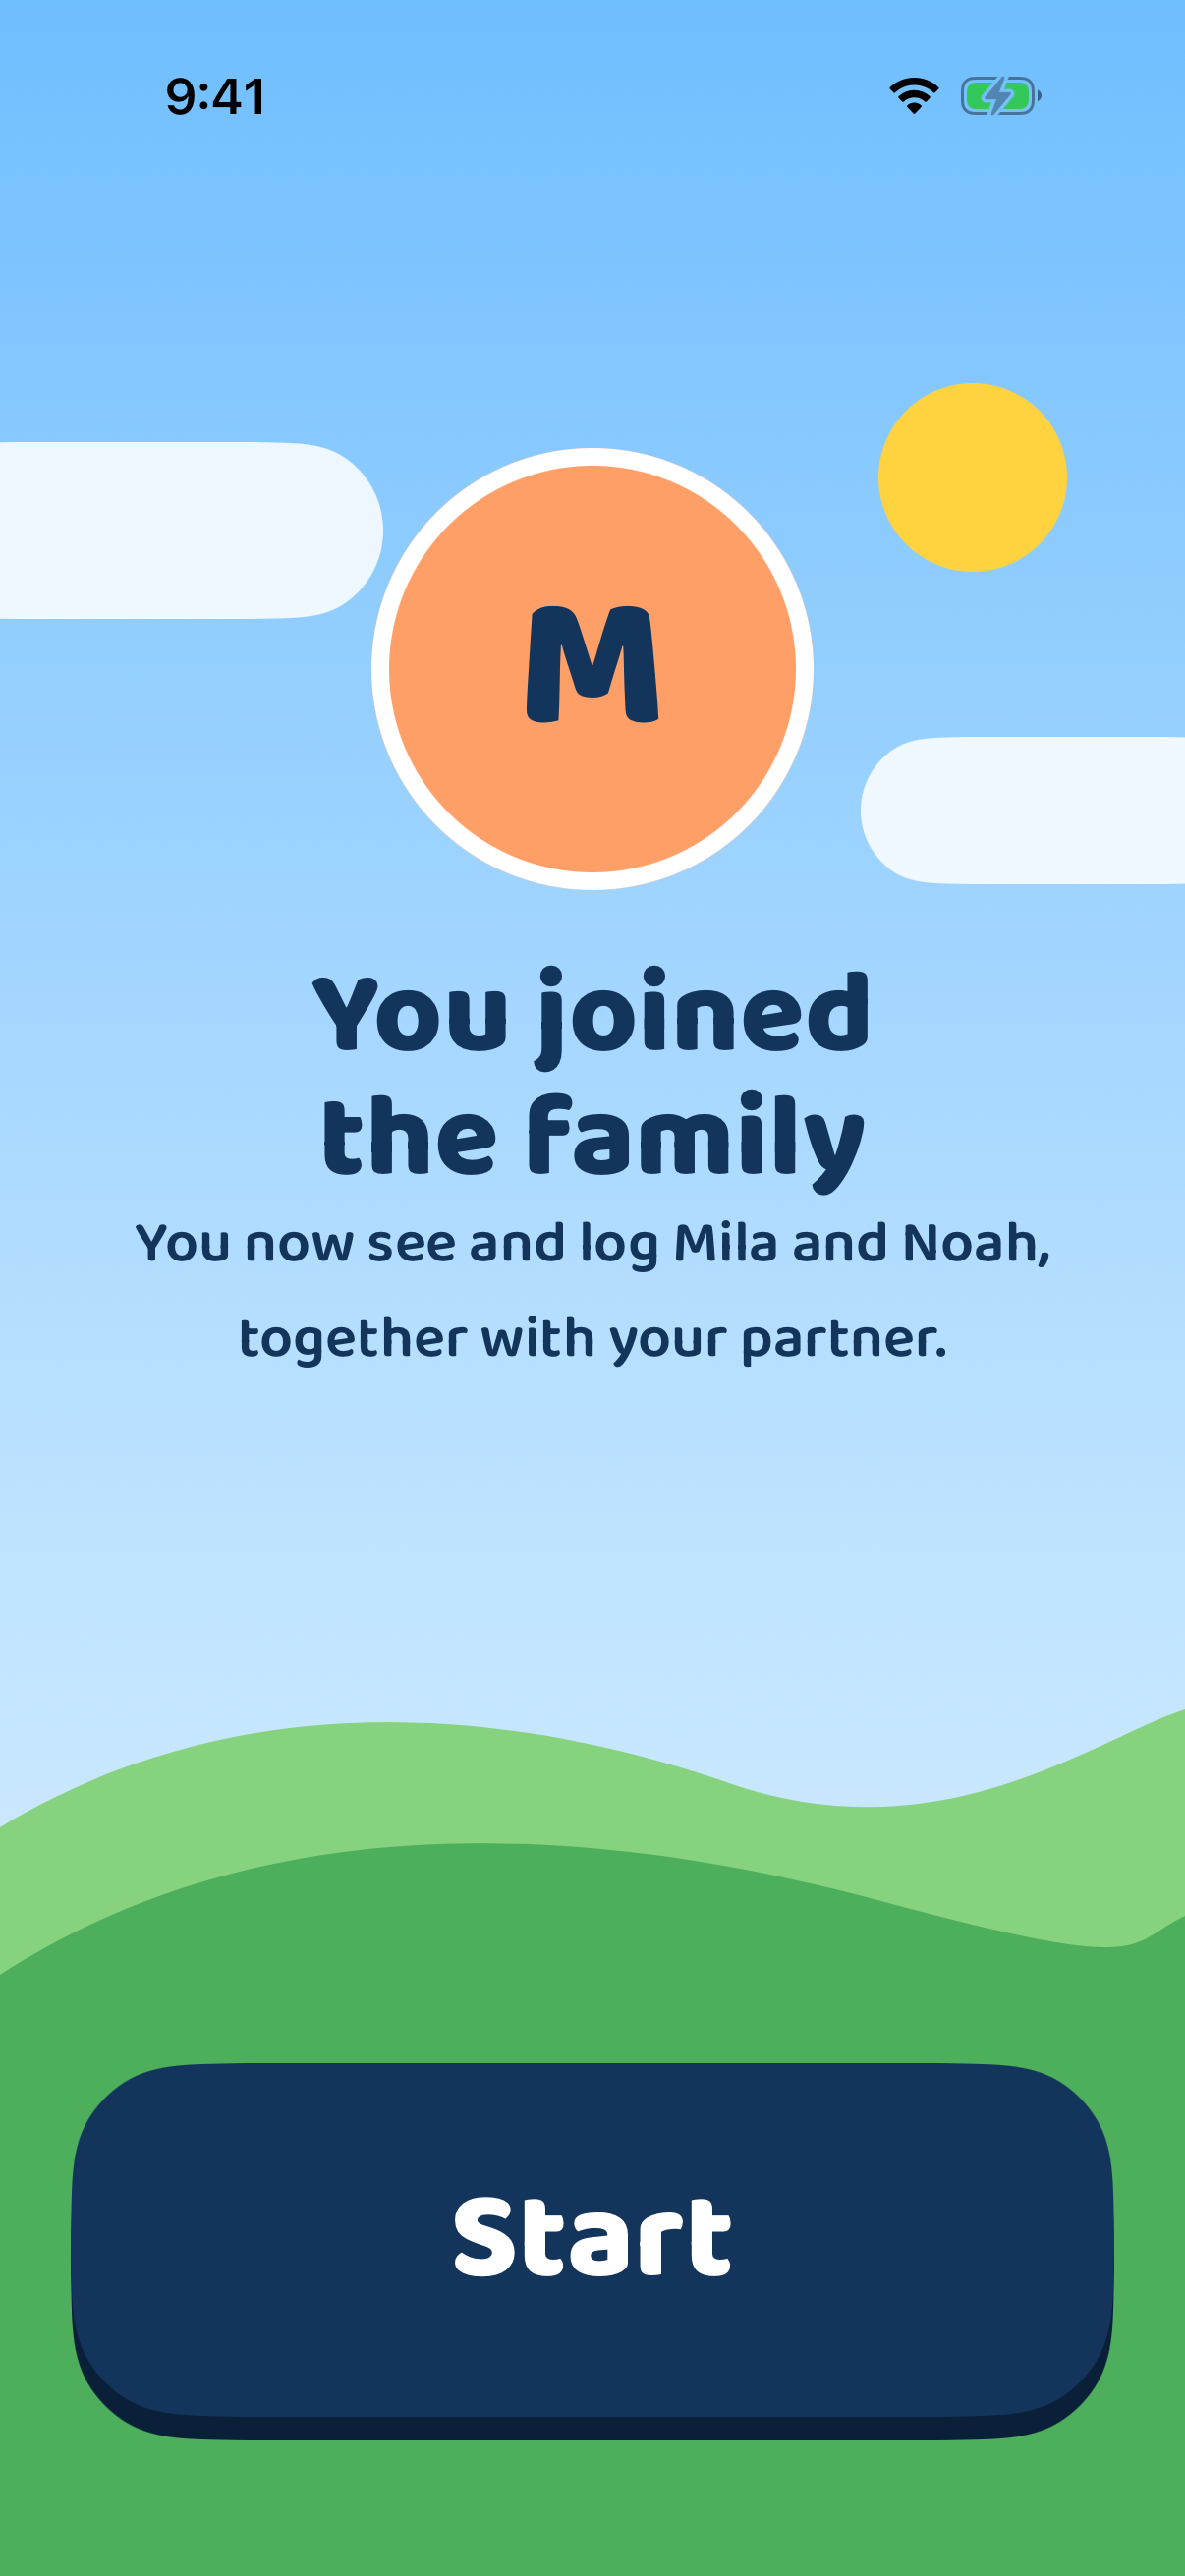 9:41
M
You joined
the family
You now see and log Mila and Noah,
together with your partner.
Start